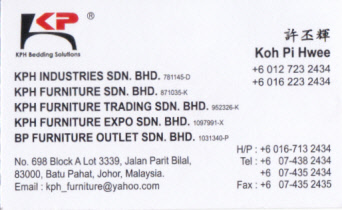 KP ®
KPH Bedding Solutions
許丕輝
Koh Pi Hwee
+6 012 723 2434
+6 016 223 2434
KPH INDUSTRIES SDN. BHD. 781145-D
KPH FURNITURE SDN. BHD. 871035-K
KPH FURNITURE TRADING SDN. BHD. 952326-K
KPH FURNITURE EXPO SDN. BHD. 1097991-X
BP FURNITURE OUTLET SDN. BHD. 1031340-P
No. 698 Block A Lot 3339, Jalan Parit Bilal,
83000, Batu Pahat, Johor, Malaysia.
Email : kph_furniture@yahoo.com
H/P : +6 016-713 2434
Tel : +6 07-438 2434
+6 07-435 2434
Fax : +6 07-435 2435